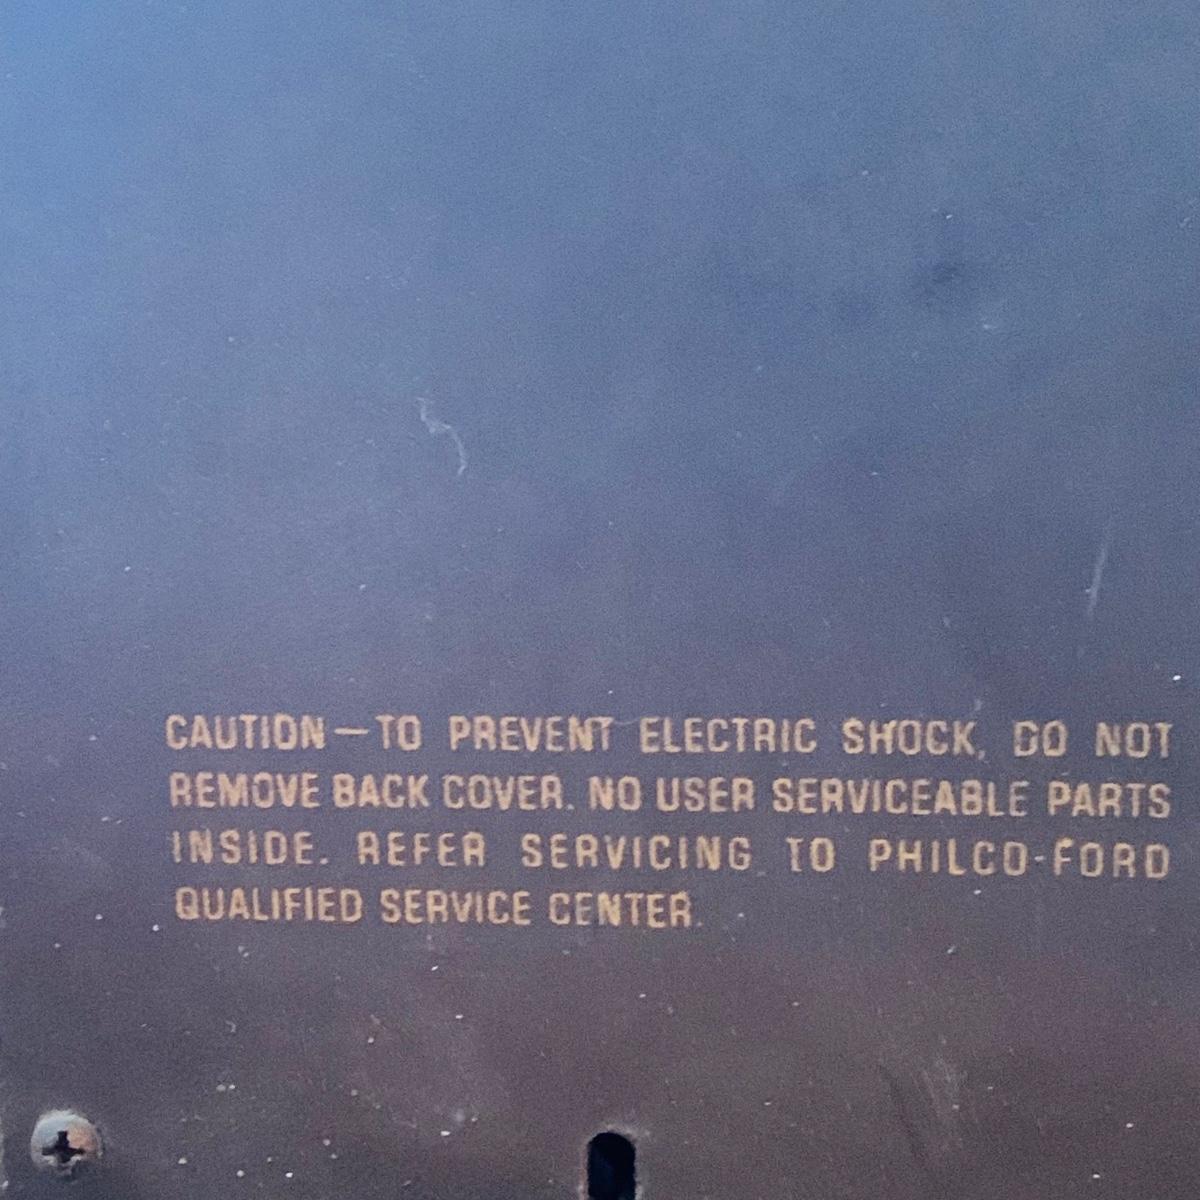 CAUTION—TO PREVENT ELECTRIC SHOCK, DO NOT
REMOVE BACK COVER. NO USER SERVICEABLE PARTS
INSIDE. REFER SERVICING TO PHILCO-FORD
QUALIFIED SERVICE CENTER.